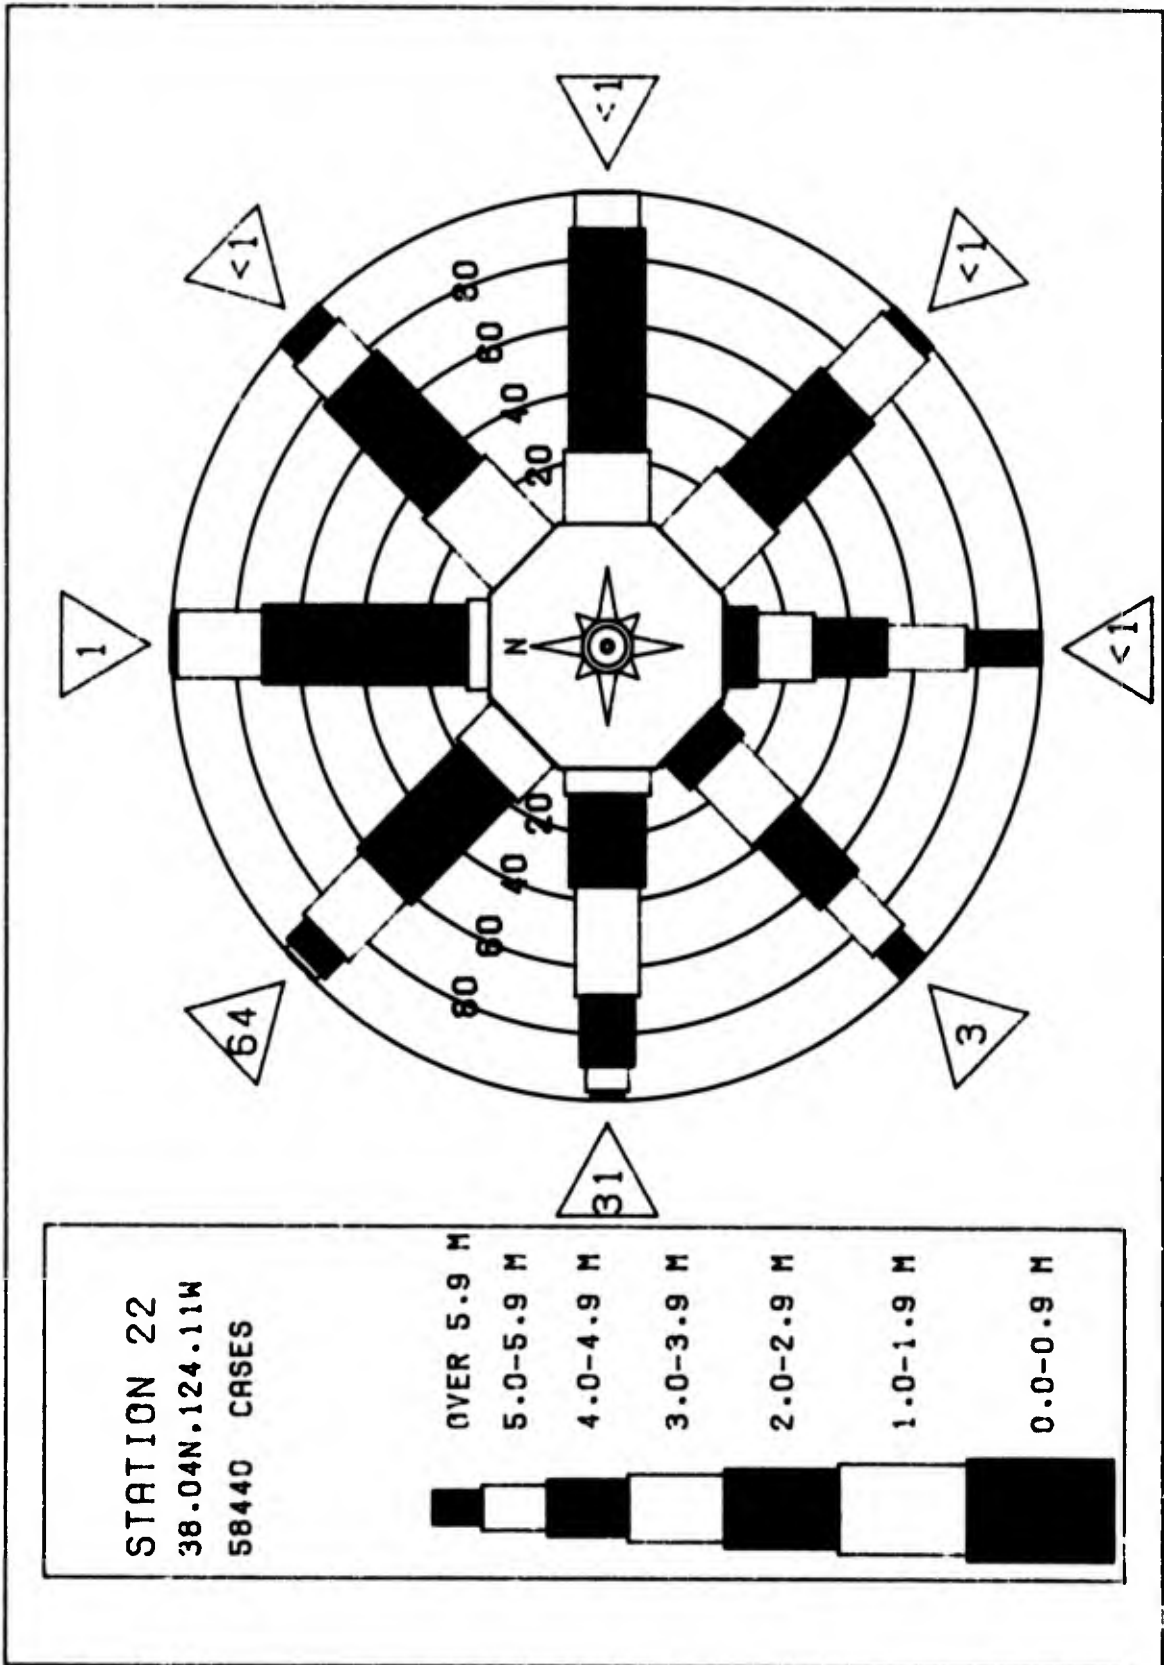 STATION 22
38.04N,124.11W
58440 CASES
OVER 5.9 M
5.0-5.9 M
4.0-4.9 M
3.0-3.9 M
2.0-2.9 M
1.0-1.9 M
0.0-0.9 M
1
<1
<1
<1
<1
3
31
64
N
20
40
60
80
20
40
60
80